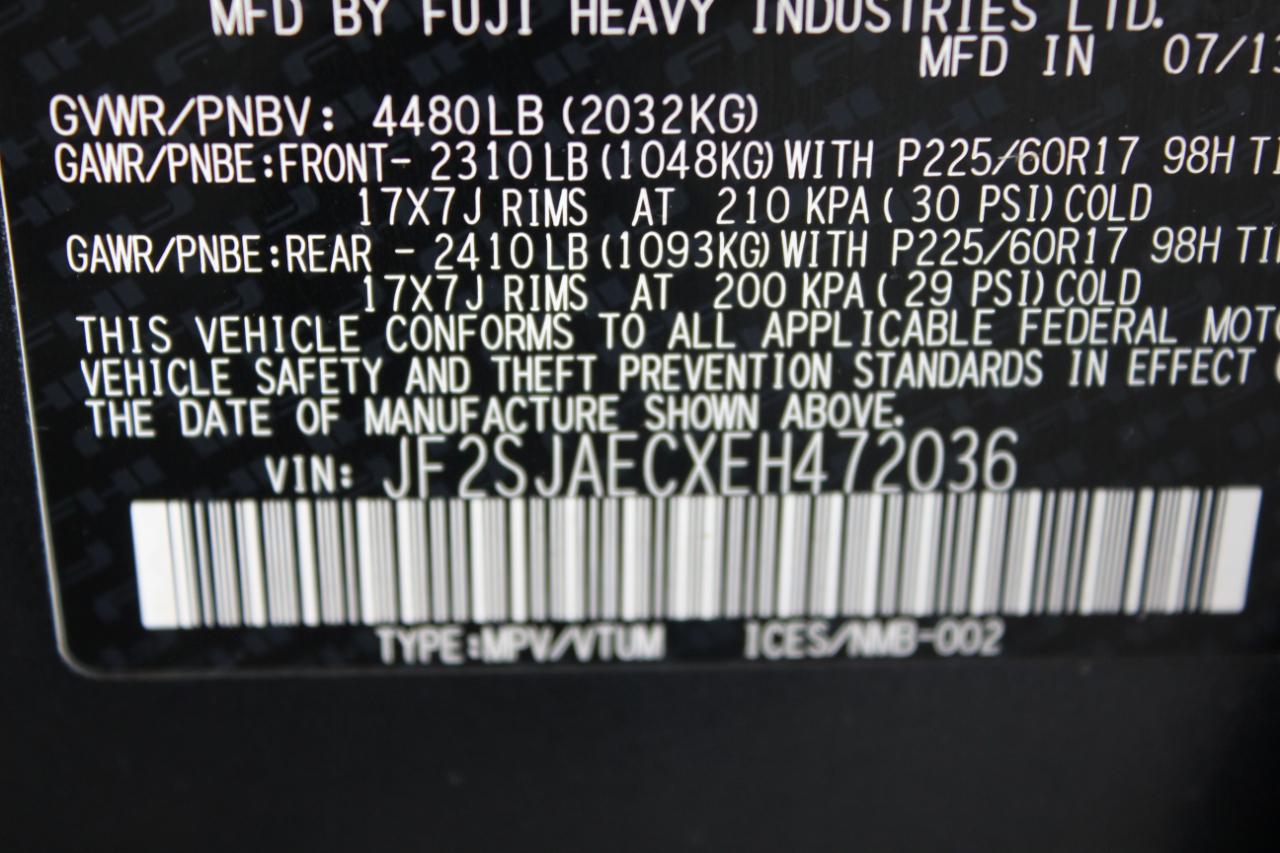 MFD BY FUJI HEAVY INDUSTRIES LTD.
MFD IN 07/13
GVWR/PNBV: 4480LB (2032KG)
GAWR/PNBE:FRONT- 2310LB (1048KG) WITH P225/60R17 98H
17X7J RIMS AT 210 KPA ( 30 PSI) COLD
GAWR/PNBE:REAR - 2410LB (1093KG) WITH P225/60R17 98H
17X7J RIMS AT 200 KPA ( 29 PSI) COLD
THIS VEHICLE CONFORMS TO ALL APPLICABLE FEDERAL
VEHICLE SAFETY AND THEFT PREVENTION STANDARDS IN EFFECT
THE DATE OF MANUFACTURE SHOWN ABOVE.
VIN: JF2SJAECXEH472036
TYPE:MPV/VTUM ICES/NMB-002